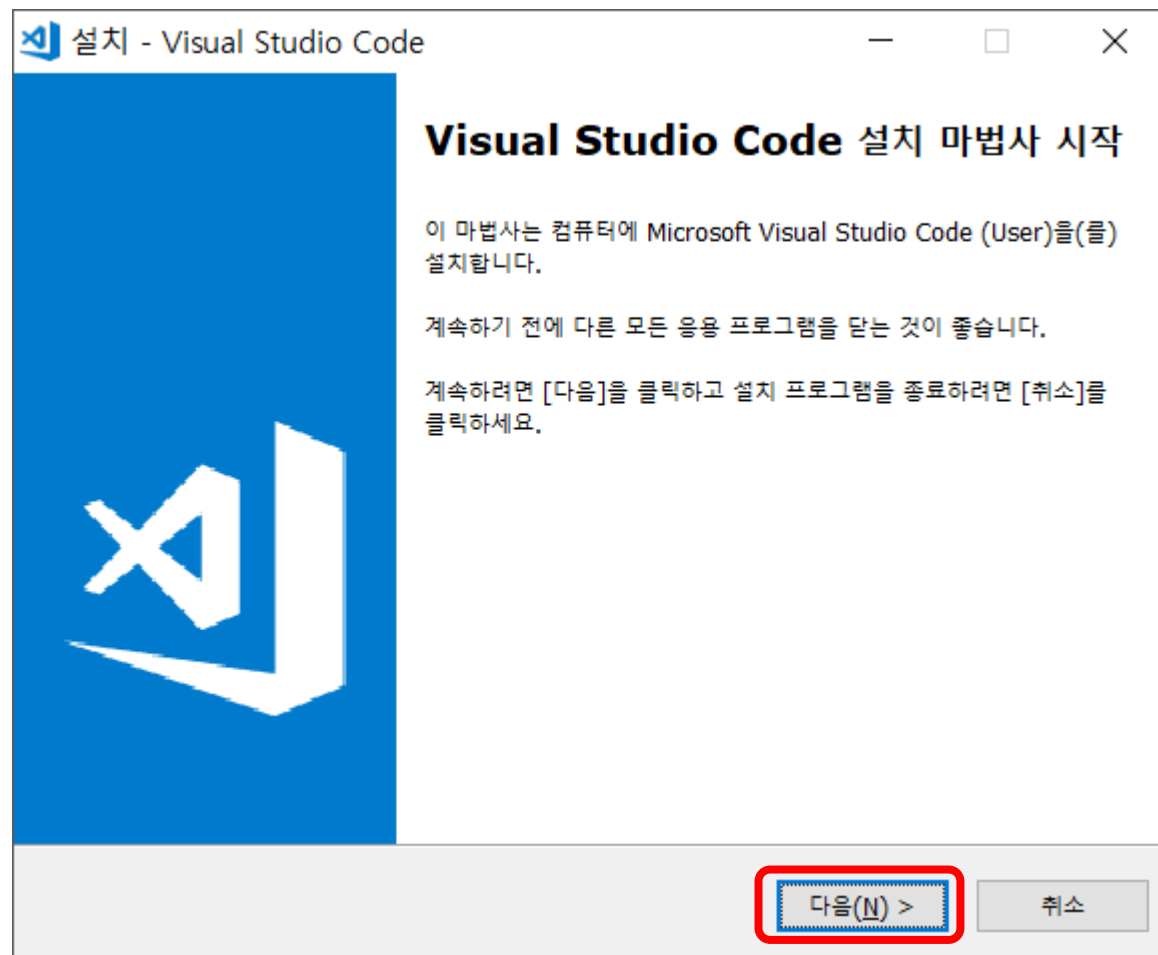 설치 - Visual Studio Code
Visual Studio Code 설치 마법사 시작
이 마법사는 컴퓨터에 Microsoft Visual Studio Code (User)을(를)
설치합니다.
계속하기 전에 다른 모든 응용 프로그램을 닫는 것이 좋습니다.
계속하려면 [다음]을 클릭하고 설치 프로그램을 종료하려면 [취소]를
클릭하세요.
다음(N) >
취소